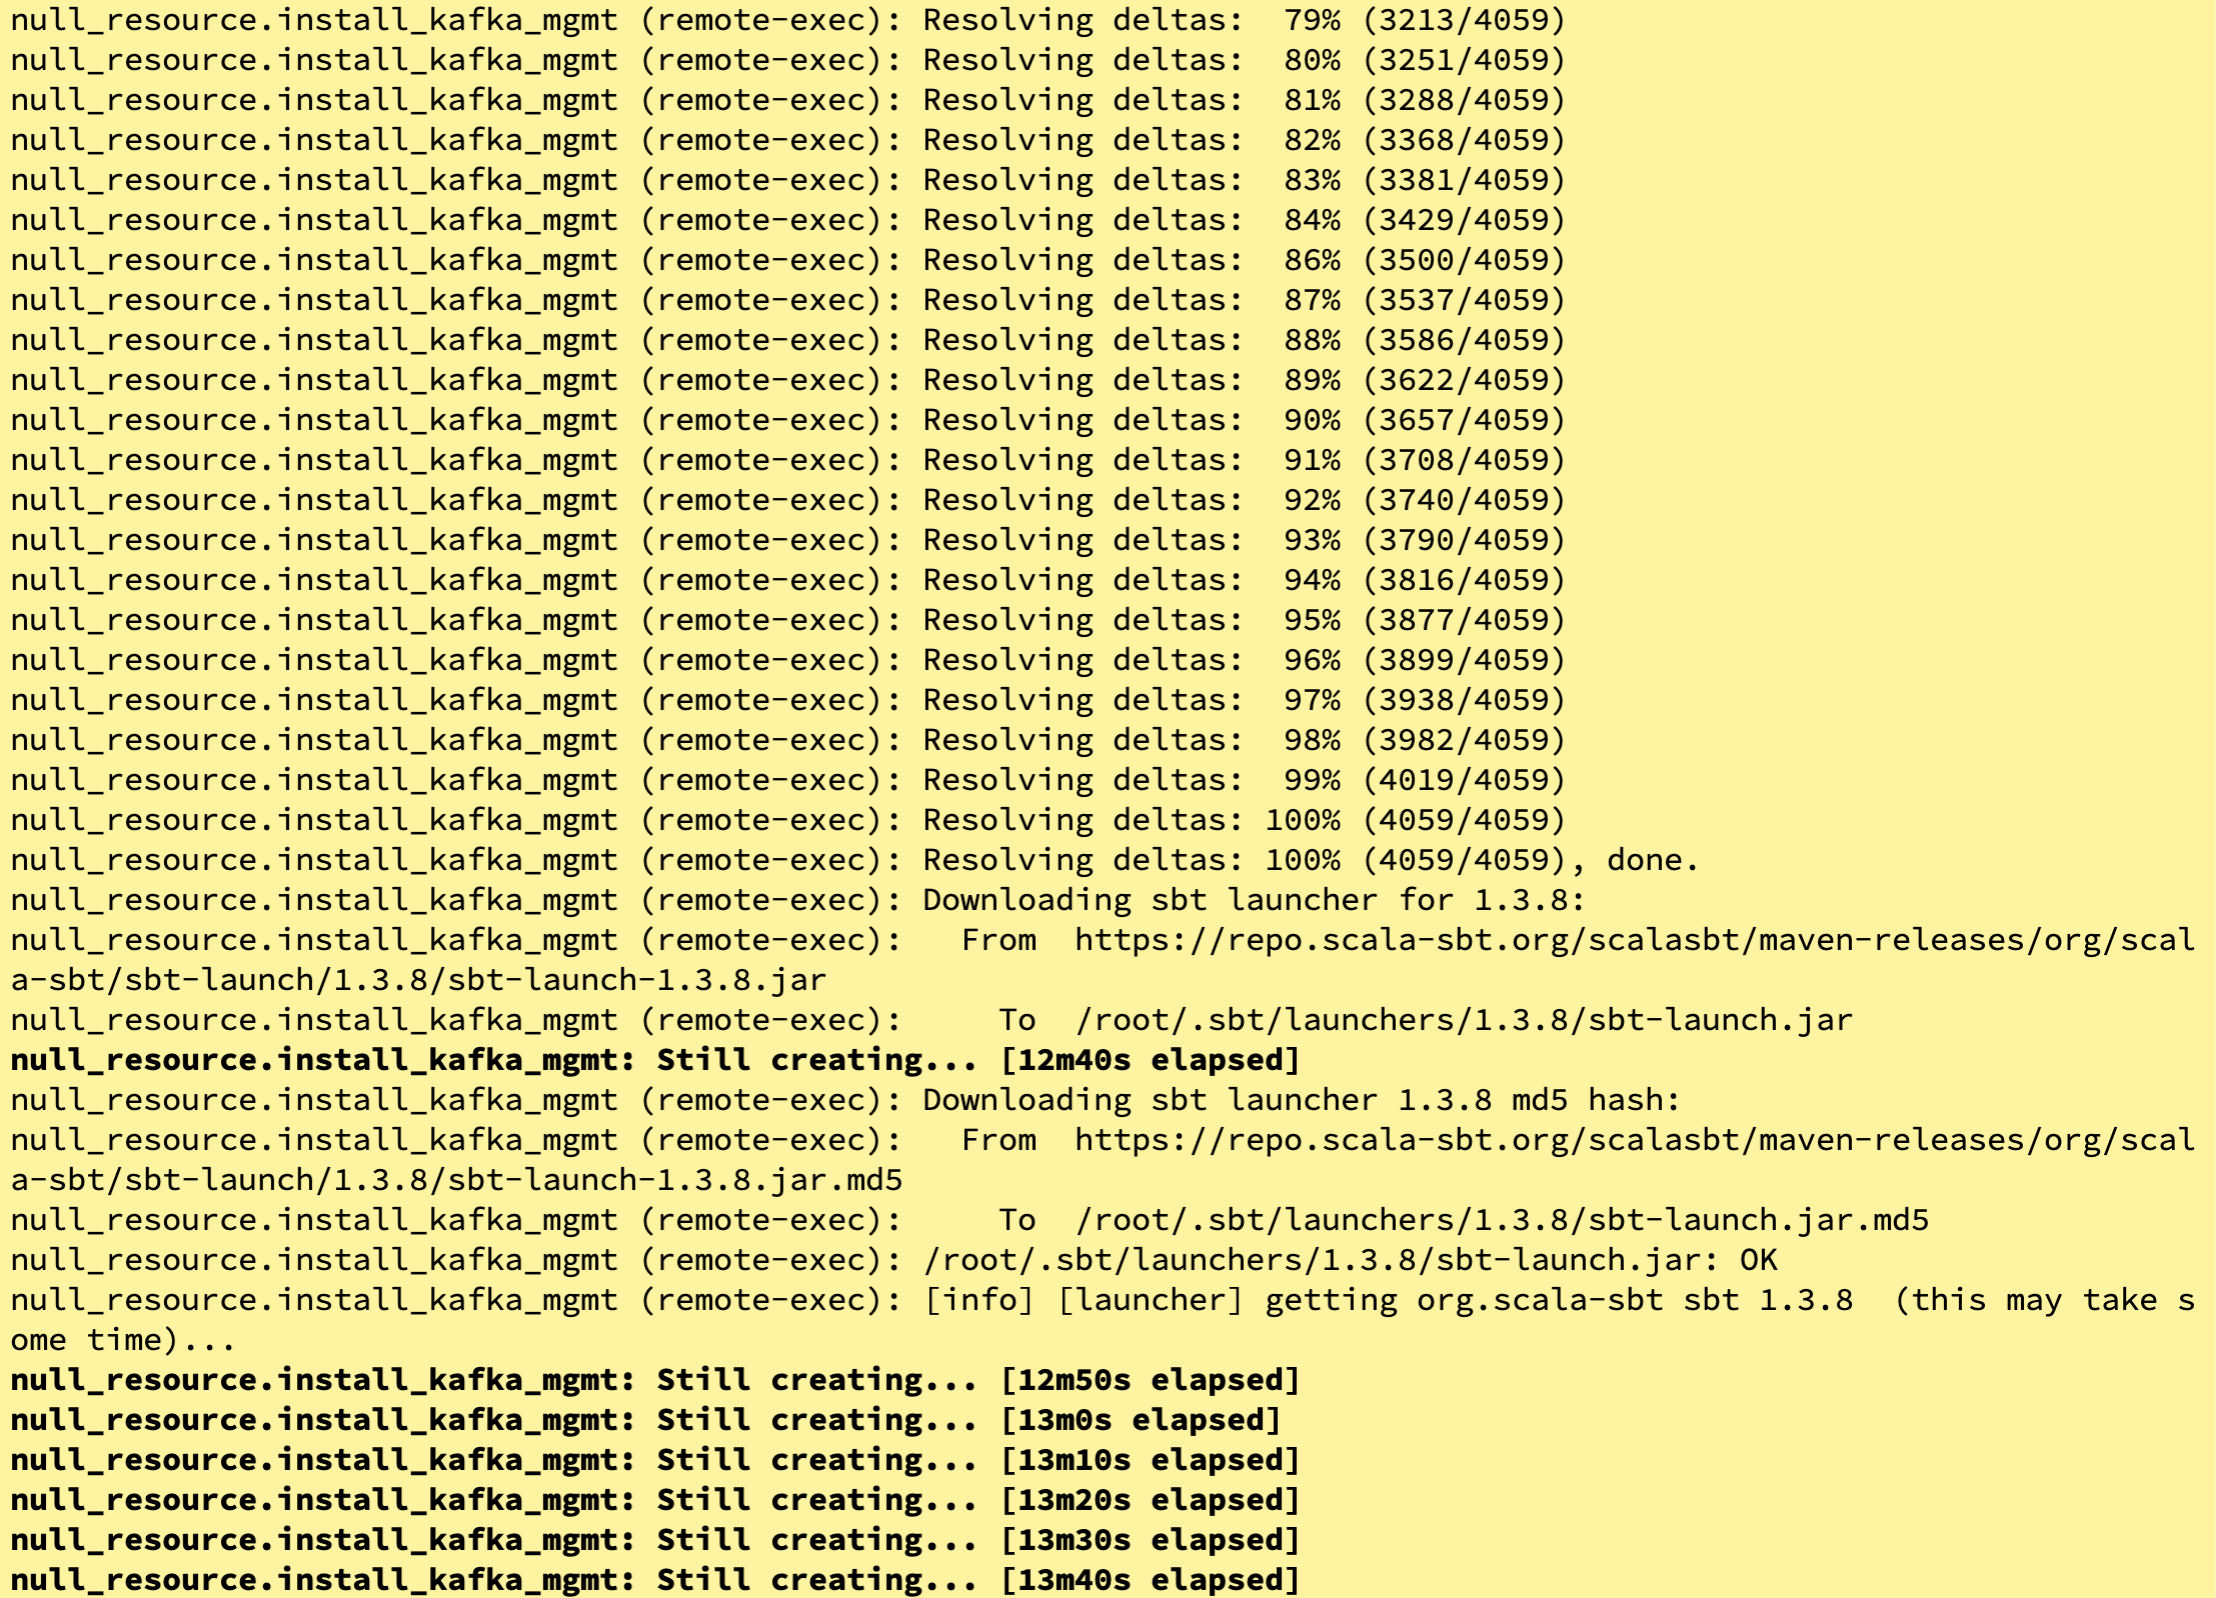 null_resource.install_kafka_mgmt (remote-exec): Resolving deltas:  79% (3213/4059)
null_resource.install_kafka_mgmt (remote-exec): Resolving deltas:  80% (3251/4059)
null_resource.install_kafka_mgmt (remote-exec): Resolving deltas:  81% (3288/4059)
null_resource.install_kafka_mgmt (remote-exec): Resolving deltas:  82% (3368/4059)
null_resource.install_kafka_mgmt (remote-exec): Resolving deltas:  83% (3381/4059)
null_resource.install_kafka_mgmt (remote-exec): Resolving deltas:  84% (3429/4059)
null_resource.install_kafka_mgmt (remote-exec): Resolving deltas:  86% (3500/4059)
null_resource.install_kafka_mgmt (remote-exec): Resolving deltas:  87% (3537/4059)
null_resource.install_kafka_mgmt (remote-exec): Resolving deltas:  88% (3586/4059)
null_resource.install_kafka_mgmt (remote-exec): Resolving deltas:  89% (3622/4059)
null_resource.install_kafka_mgmt (remote-exec): Resolving deltas:  90% (3657/4059)
null_resource.install_kafka_mgmt (remote-exec): Resolving deltas:  91% (3708/4059)
null_resource.install_kafka_mgmt (remote-exec): Resolving deltas:  92% (3740/4059)
null_resource.install_kafka_mgmt (remote-exec): Resolving deltas:  93% (3790/4059)
null_resource.install_kafka_mgmt (remote-exec): Resolving deltas:  94% (3816/4059)
null_resource.install_kafka_mgmt (remote-exec): Resolving deltas:  95% (3877/4059)
null_resource.install_kafka_mgmt (remote-exec): Resolving deltas:  96% (3899/4059)
null_resource.install_kafka_mgmt (remote-exec): Resolving deltas:  97% (3938/4059)
null_resource.install_kafka_mgmt (remote-exec): Resolving deltas:  98% (3982/4059)
null_resource.install_kafka_mgmt (remote-exec): Resolving deltas:  99% (4019/4059)
null_resource.install_kafka_mgmt (remote-exec): Resolving deltas: 100% (4059/4059)
null_resource.install_kafka_mgmt (remote-exec): Resolving deltas: 100% (4059/4059), done.
null_resource.install_kafka_mgmt (remote-exec): Downloading sbt launcher for 1.3.8:
null_resource.install_kafka_mgmt (remote-exec):   From  https://repo.scala-sbt.org/scalasbt/maven-releases/org/scal
a-sbt/sbt-launch/1.3.8/sbt-launch-1.3.8.jar
null_resource.install_kafka_mgmt (remote-exec):     To  /root/.sbt/launchers/1.3.8/sbt-launch.jar
null_resource.install_kafka_mgmt: Still creating... [12m40s elapsed]
null_resource.install_kafka_mgmt (remote-exec): Downloading sbt launcher 1.3.8 md5 hash:
null_resource.install_kafka_mgmt (remote-exec):   From  https://repo.scala-sbt.org/scalasbt/maven-releases/org/scal
a-sbt/sbt-launch/1.3.8/sbt-launch-1.3.8.jar.md5
null_resource.install_kafka_mgmt (remote-exec):     To  /root/.sbt/launchers/1.3.8/sbt-launch.jar.md5
null_resource.install_kafka_mgmt (remote-exec): /root/.sbt/launchers/1.3.8/sbt-launch.jar: OK
null_resource.install_kafka_mgmt (remote-exec): [info] [launcher] getting org.scala-sbt sbt 1.3.8  (this may take s
ome time)...
null_resource.install_kafka_mgmt: Still creating... [12m50s elapsed]
null_resource.install_kafka_mgmt: Still creating... [13m0s elapsed]
null_resource.install_kafka_mgmt: Still creating... [13m10s elapsed]
null_resource.install_kafka_mgmt: Still creating... [13m20s elapsed]
null_resource.install_kafka_mgmt: Still creating... [13m30s elapsed]
null_resource.install_kafka_mgmt: Still creating... [13m40s elapsed]